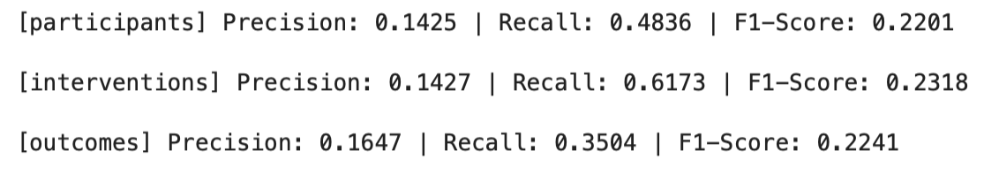 [participants] Precision: 0.1425 | Recall: 0.4836 | F1-Score: 0.2201
[interventions] Precision: 0.1427 | Recall: 0.6173 | F1-Score: 0.2318
[outcomes] Precision: 0.1647 | Recall: 0.3504 | F1-Score: 0.2241